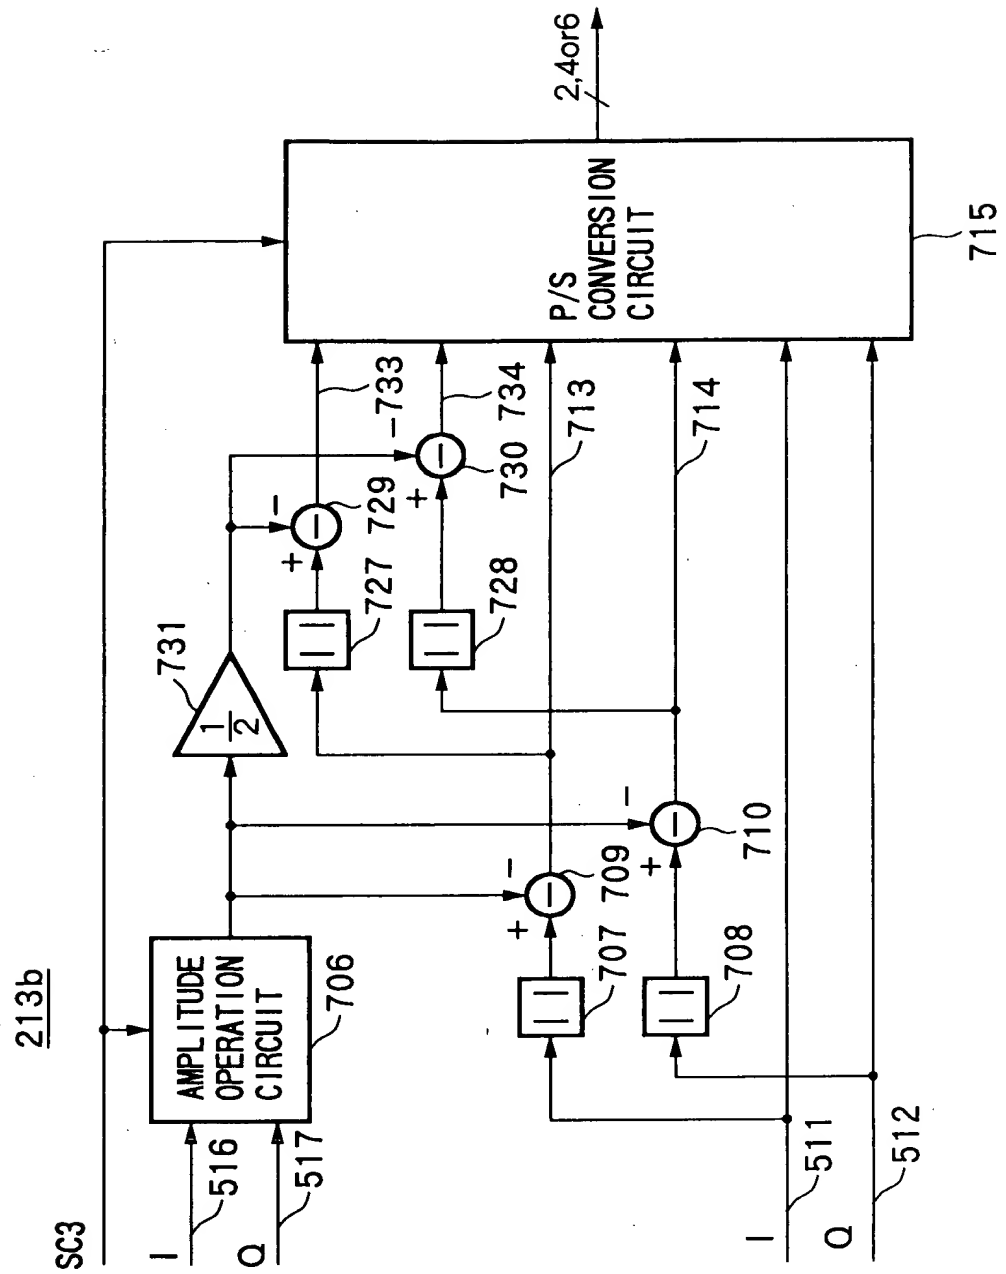 213b
SC3
I
516
Q
517
AMPLITUDE
OPERATION
CIRCUIT
706
1
2
731
+
-
729
727
733
+
-
730
728
734
+
-
709
707
713
+
-
710
708
714
I
511
Q
512
P/S
CONVERSION
CIRCUIT
715
2,4or6